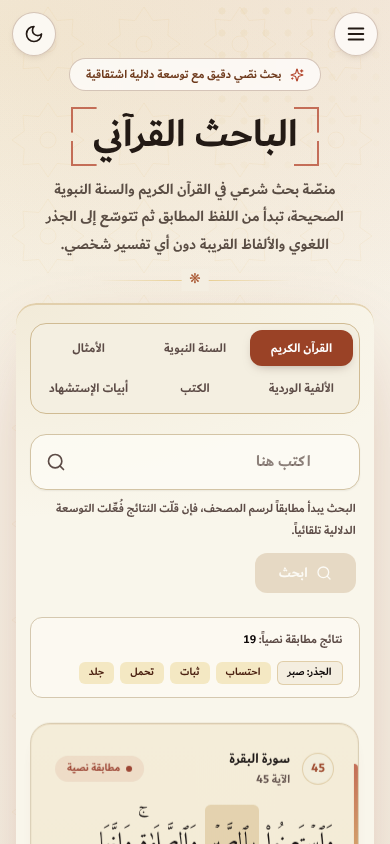 بحث نصّي دقيق مع توسعة دلالية اشتقاقية
الباحث القرآني
منصّة بحث شرعي في القرآن الكريم والسنة النبوية
الصحيحة، تبدأ من اللفظ المطابق ثم تتوسّع إلى الجذر
اللغوي والألفاظ القريبة دون أي تفسير شخصي.
القرآن الكريم
السنة النبوية
الأمثال
الألفية الوردية
الكتب
أبيات الإستشهاد
اكتب هنا
البحث يبدأ مطابقاً لرسم المصحف، فإن قلّت النتائج فُعِّلت التوسعة
الدلالية تلقائياً.
ابحث
نتائج مطابقة نصياً: 19
الجذر: صبر
احتساب
ثبات
تحمل
جلد
45
سورة البقرة
الآية 45
مطابقة نصية